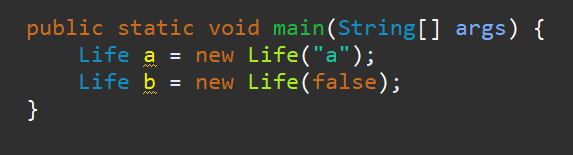 public static void main(String[] args) {
    Life a = new Life("a");
    Life b = new Life(false);
}